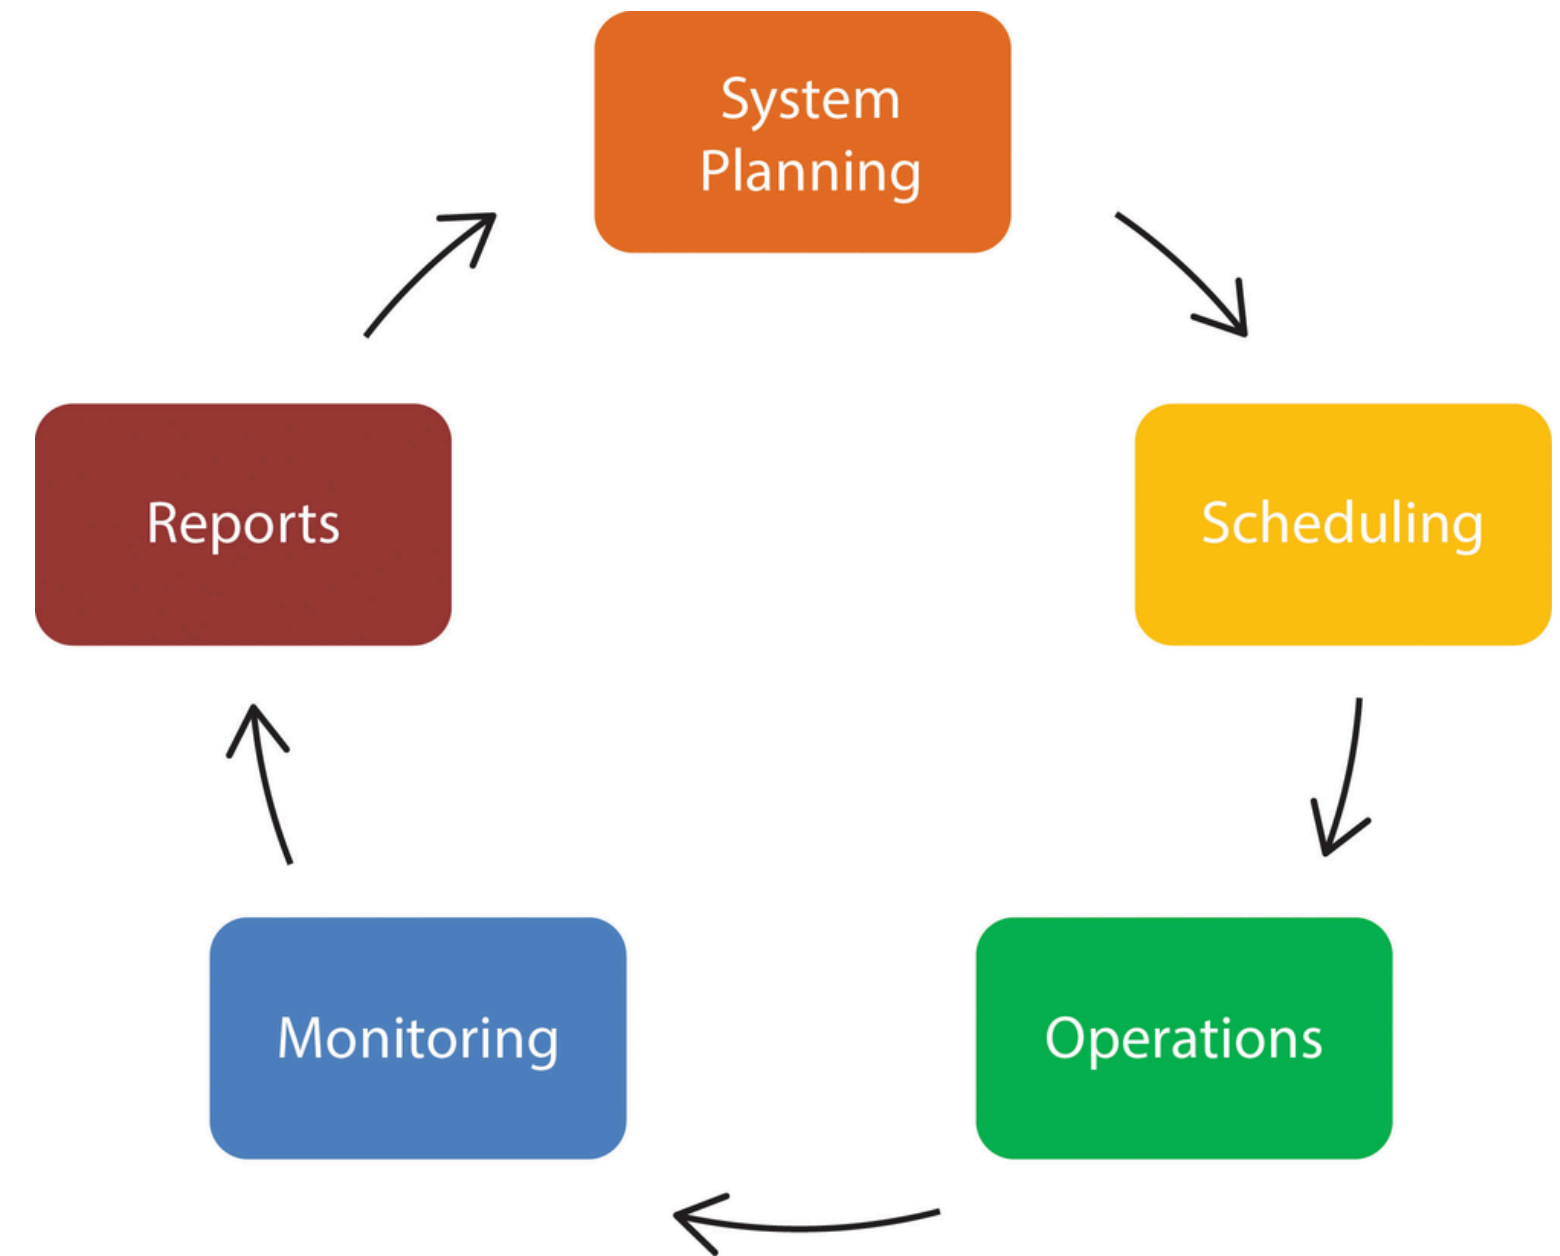 System
Planning
Scheduling
Operations
Monitoring
Reports